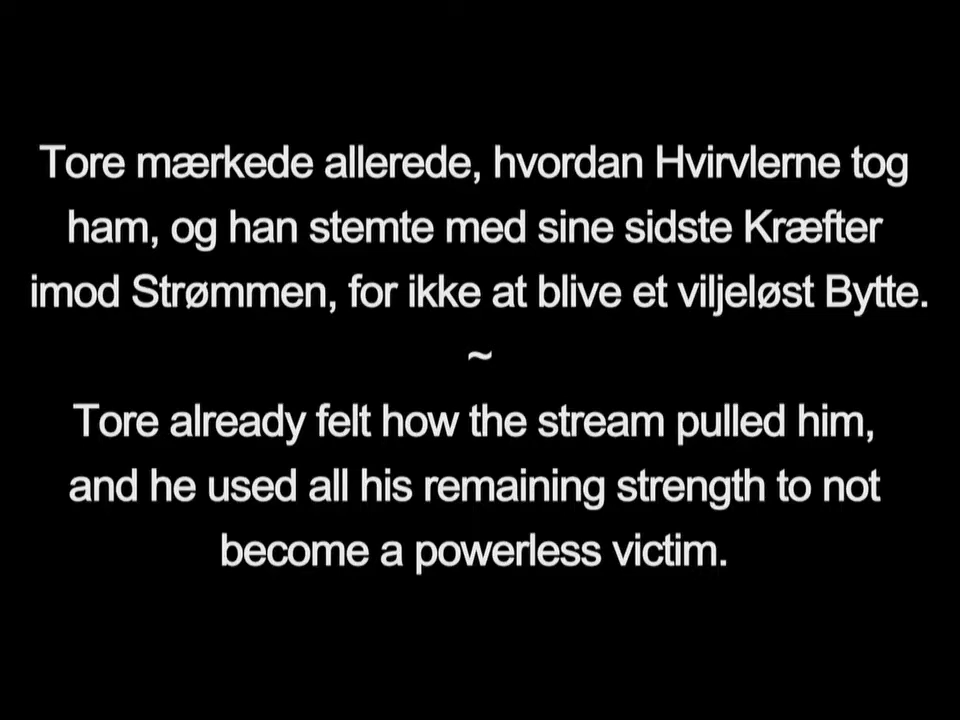 Tore mærkede allerede, hvordan Hvirvlerne tog
ham, og han stemte med sine sidste Kræfter
imod Strømmen, for ikke at blive et viljeløst Bytte.
~
Tore already felt how the stream pulled him,
and he used all his remaining strength to not
become a powerless victim.